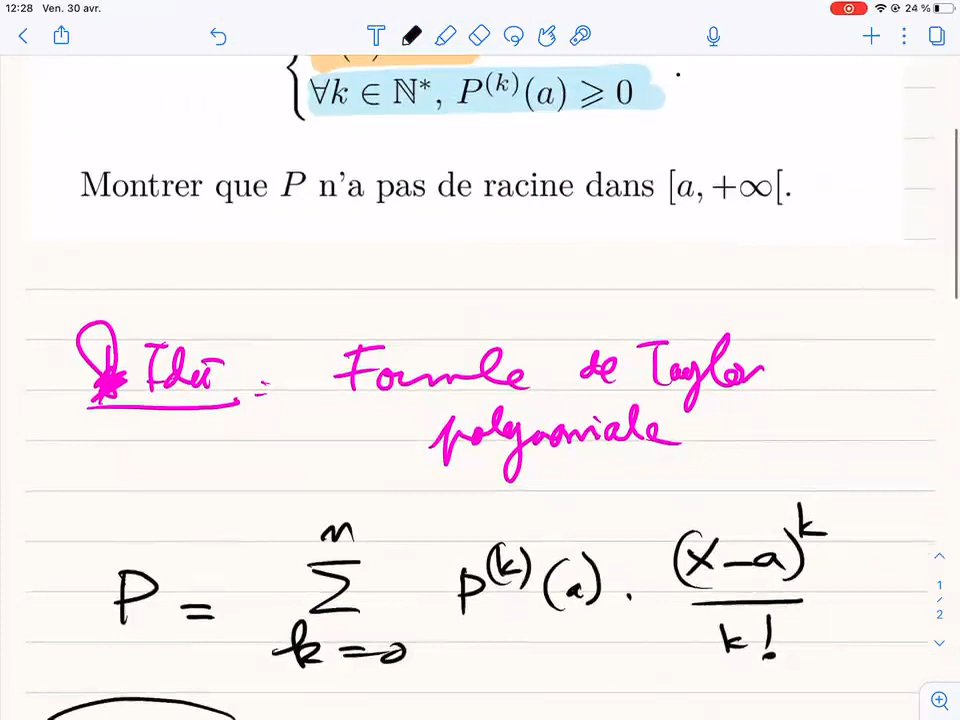 12:28 Ven. 30 avr. 24 %
∀k ∈ ℕ*, P^(k)(a) ⩾ 0
Montrer que P n'a pas de racine dans [a, +∞[.
Idée : Formule de Taylor
polynomiale
P = ∑_{k=0}^{n} P^(k)(a) . (X-a)^k / k!
1
/
2